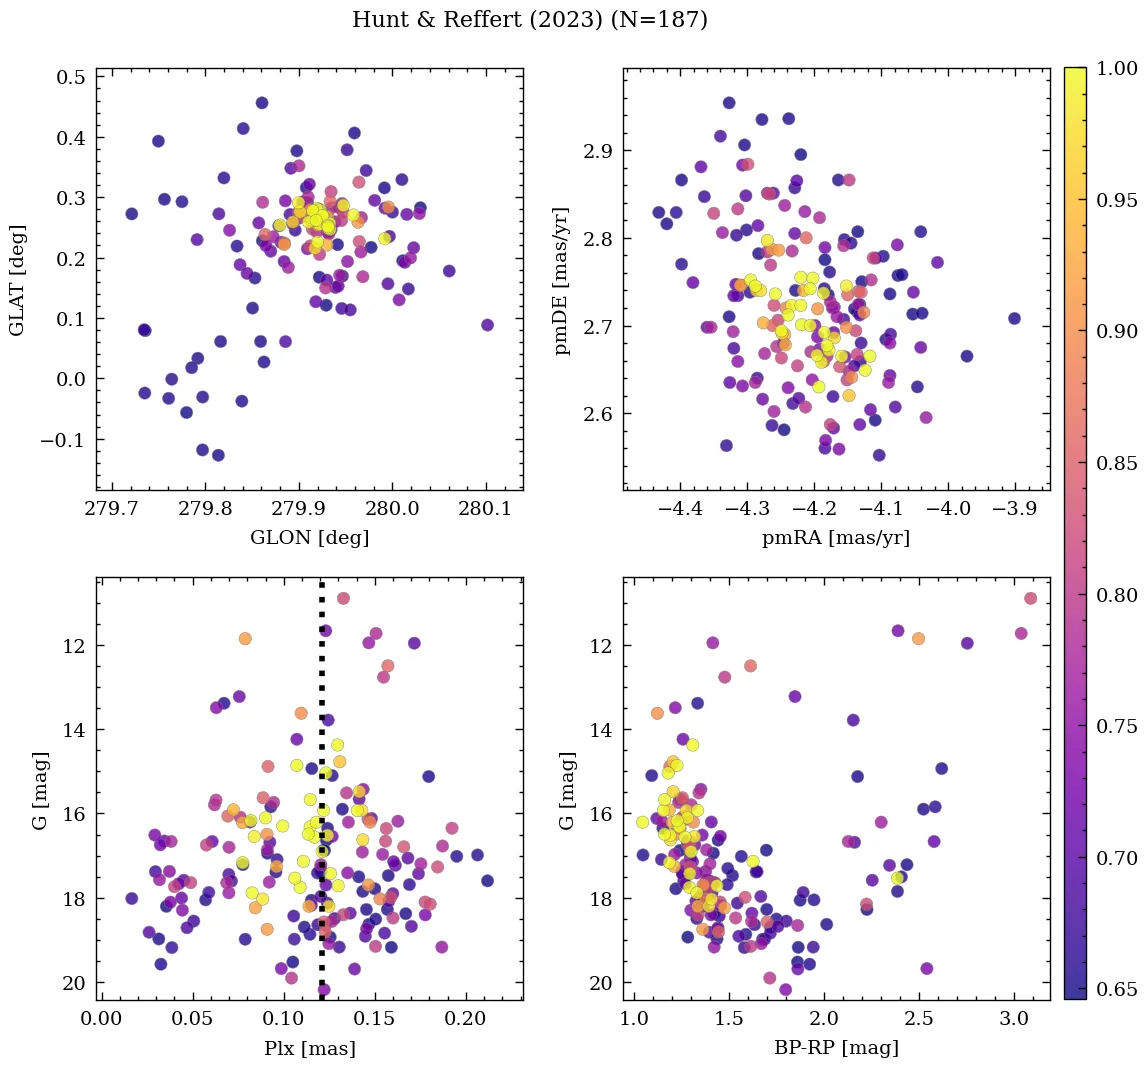 Hunt & Reffert (2023) (N=187)
0.5
0.4
0.3
0.2
0.1
0.0
−0.1
GLAT [deg]
279.7 279.8 279.9 280.0 280.1
GLON [deg]
2.9
2.8
2.7
2.6
pmDE [mas/yr]
−4.4 −4.3 −4.2 −4.1 −4.0 −3.9
pmRA [mas/yr]
12
14
16
18
20
G [mag]
0.00 0.05 0.10 0.15 0.20
Plx [mas]
12
14
16
18
20
G [mag]
1.0 1.5 2.0 2.5 3.0
BP-RP [mag]
1.00
0.95
0.90
0.85
0.80
0.75
0.70
0.65